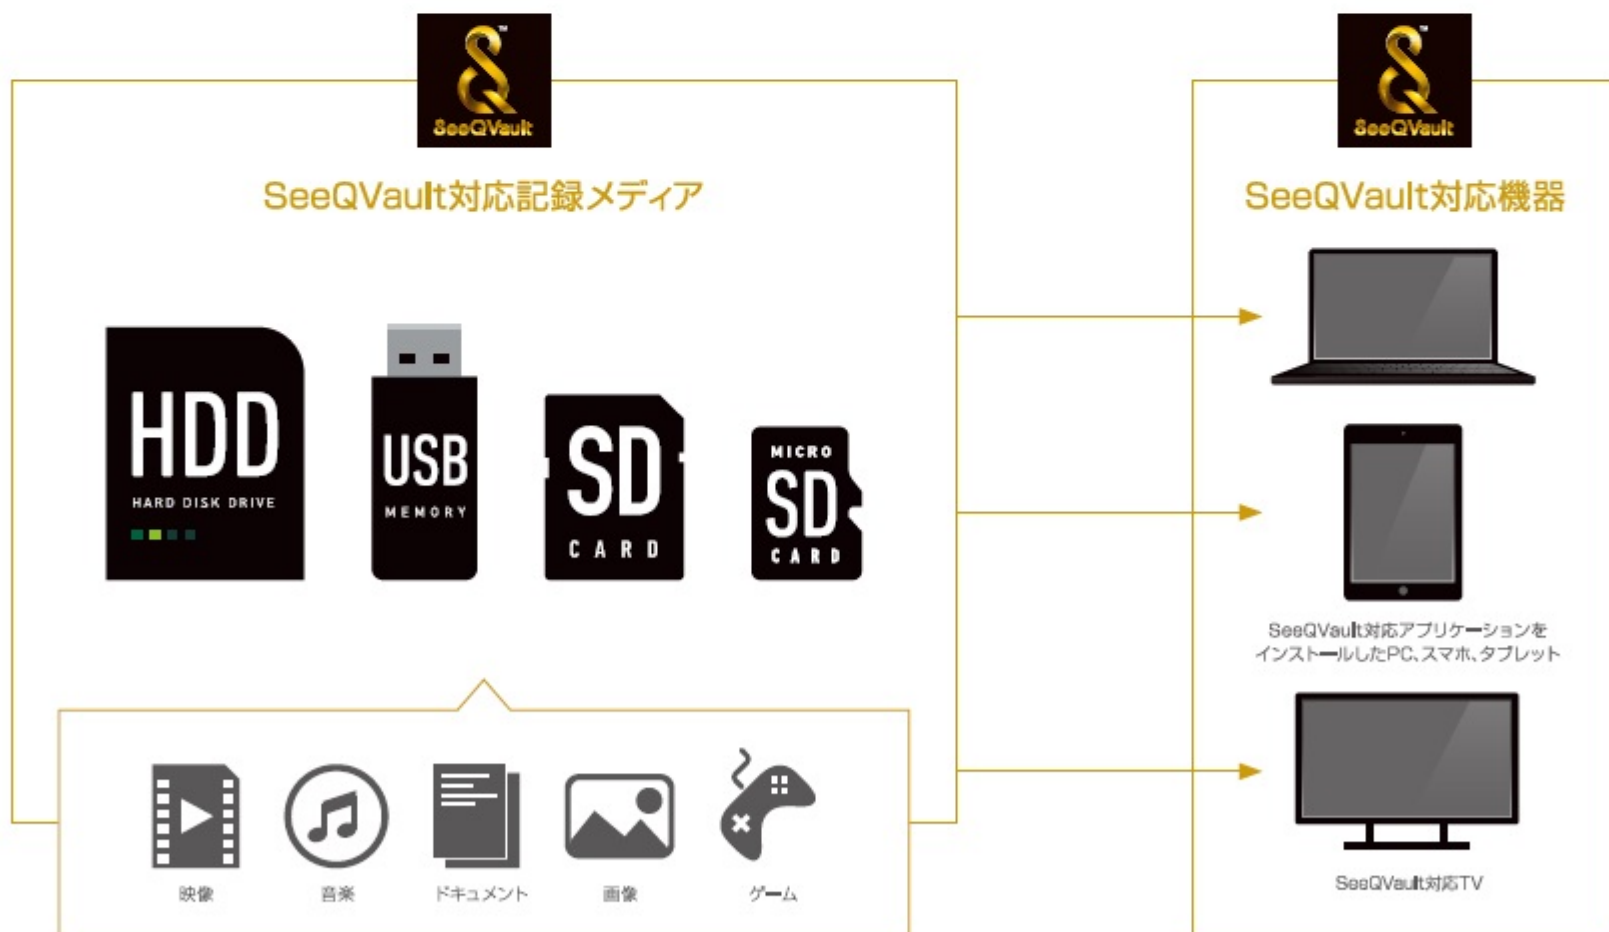 ™
SeeQVault
SeeQVault対応記録メディア
HDD
HARD DISK DRIVE
USB
MEMORY
SD
CARD
MICRO
SD
CARD
映像
音楽
ドキュメント
画像
ゲーム
™
SeeQVault
SeeQVault対応機器
SeeQVault対応アプリケーションを
インストールしたPC、スマホ、タブレット
SeeQVault対応TV